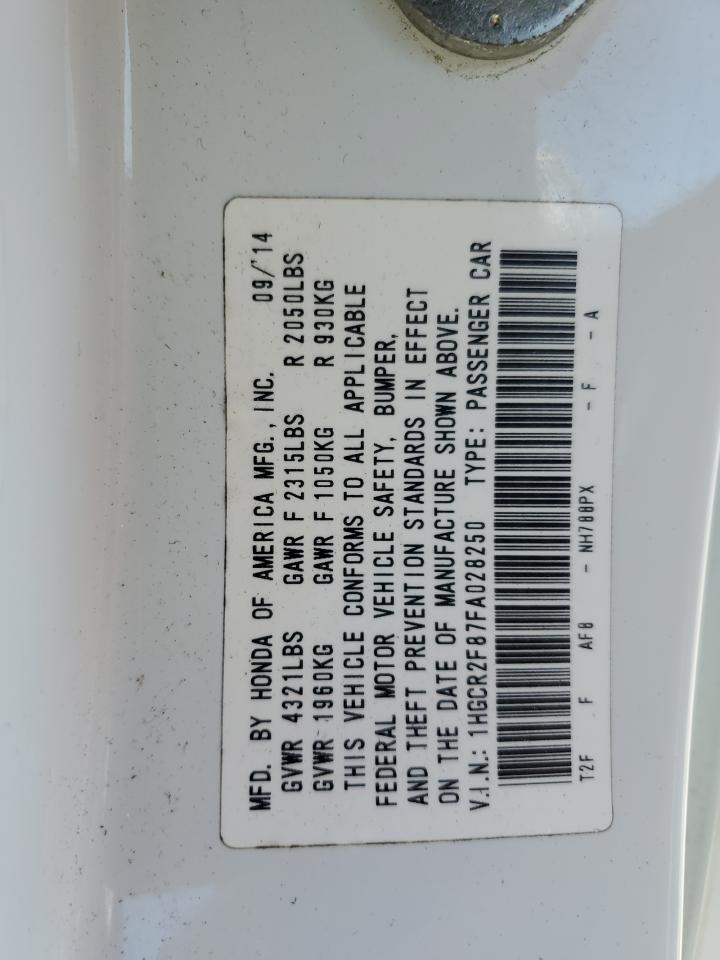 MFD. BY HONDA OF AMERICA MFG., INC. 09/'14
GVWR 4321LBS GAWR F 2315LBS R 2050LBS
GVWR 1960KG GAWR F 1050KG R 930KG
THIS VEHICLE CONFORMS TO ALL APPLICABLE
FEDERAL MOTOR VEHICLE SAFETY, BUMPER,
AND THEFT PREVENTION STANDARDS IN EFFECT
ON THE DATE OF MANUFACTURE SHOWN ABOVE.
V.I.N.: 1HGCR2F87FA028250 TYPE: PASSENGER CAR
T2F F AF8 - NH788PX - F - A